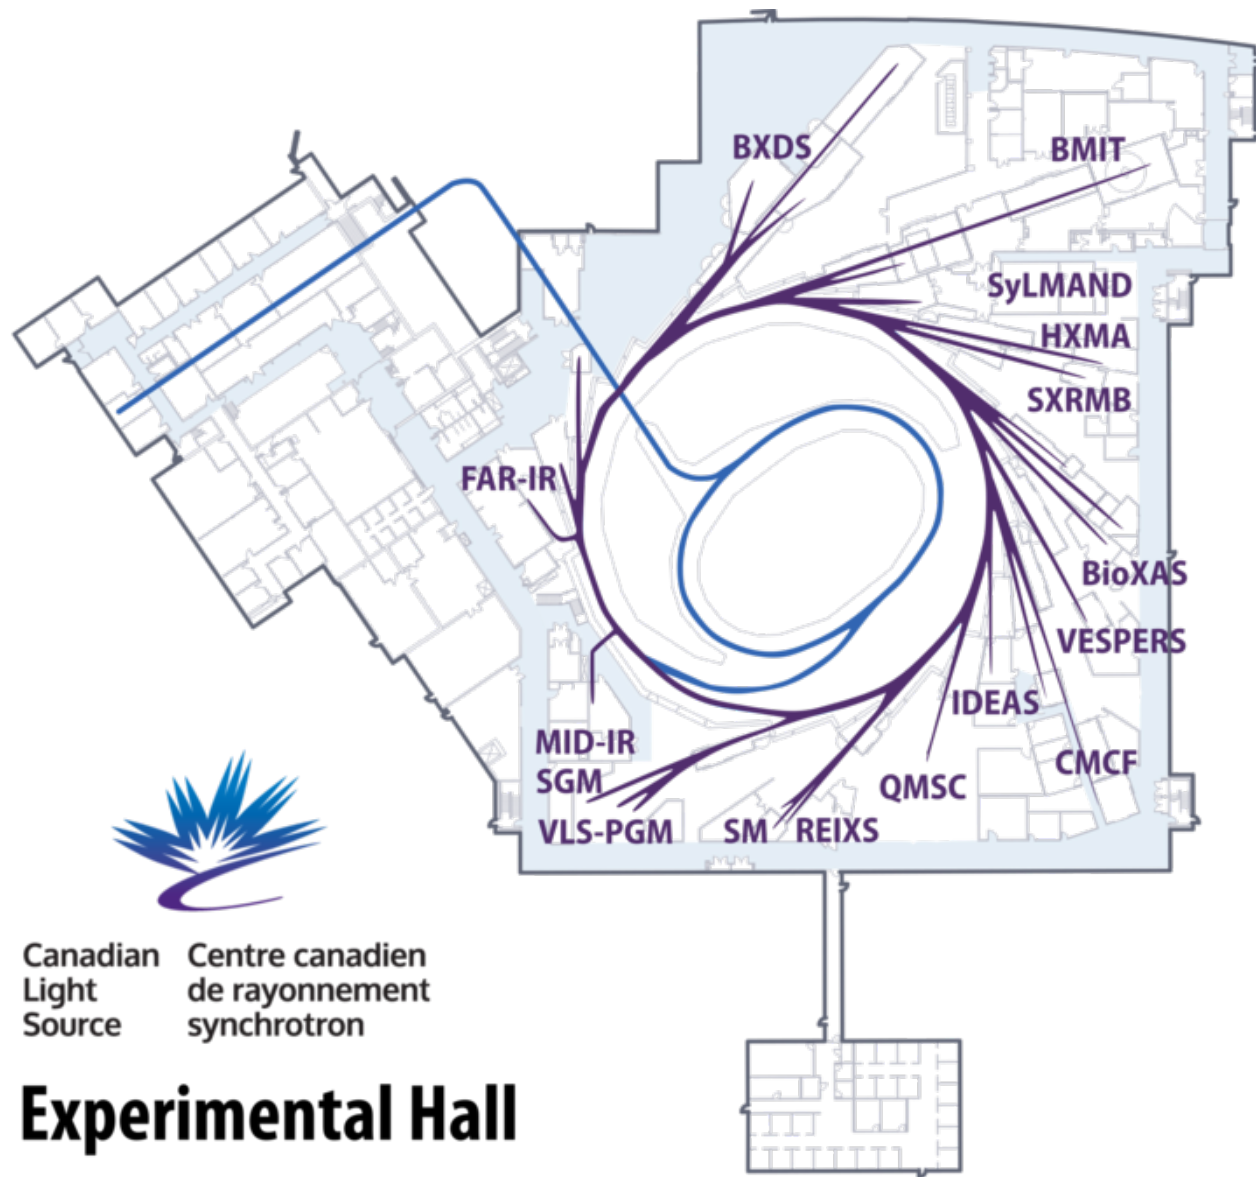 BXDS
BMIT
SyLMAND
HXMA
SXRMB
FAR-IR
BioXAS
VESPERS
IDEAS
MID-IR
CMCF
SGM
QMSC
VLS-PGM
SM
REIXS
Canadian
Light
Source
Centre canadien
de rayonnement
synchrotron
Experimental Hall